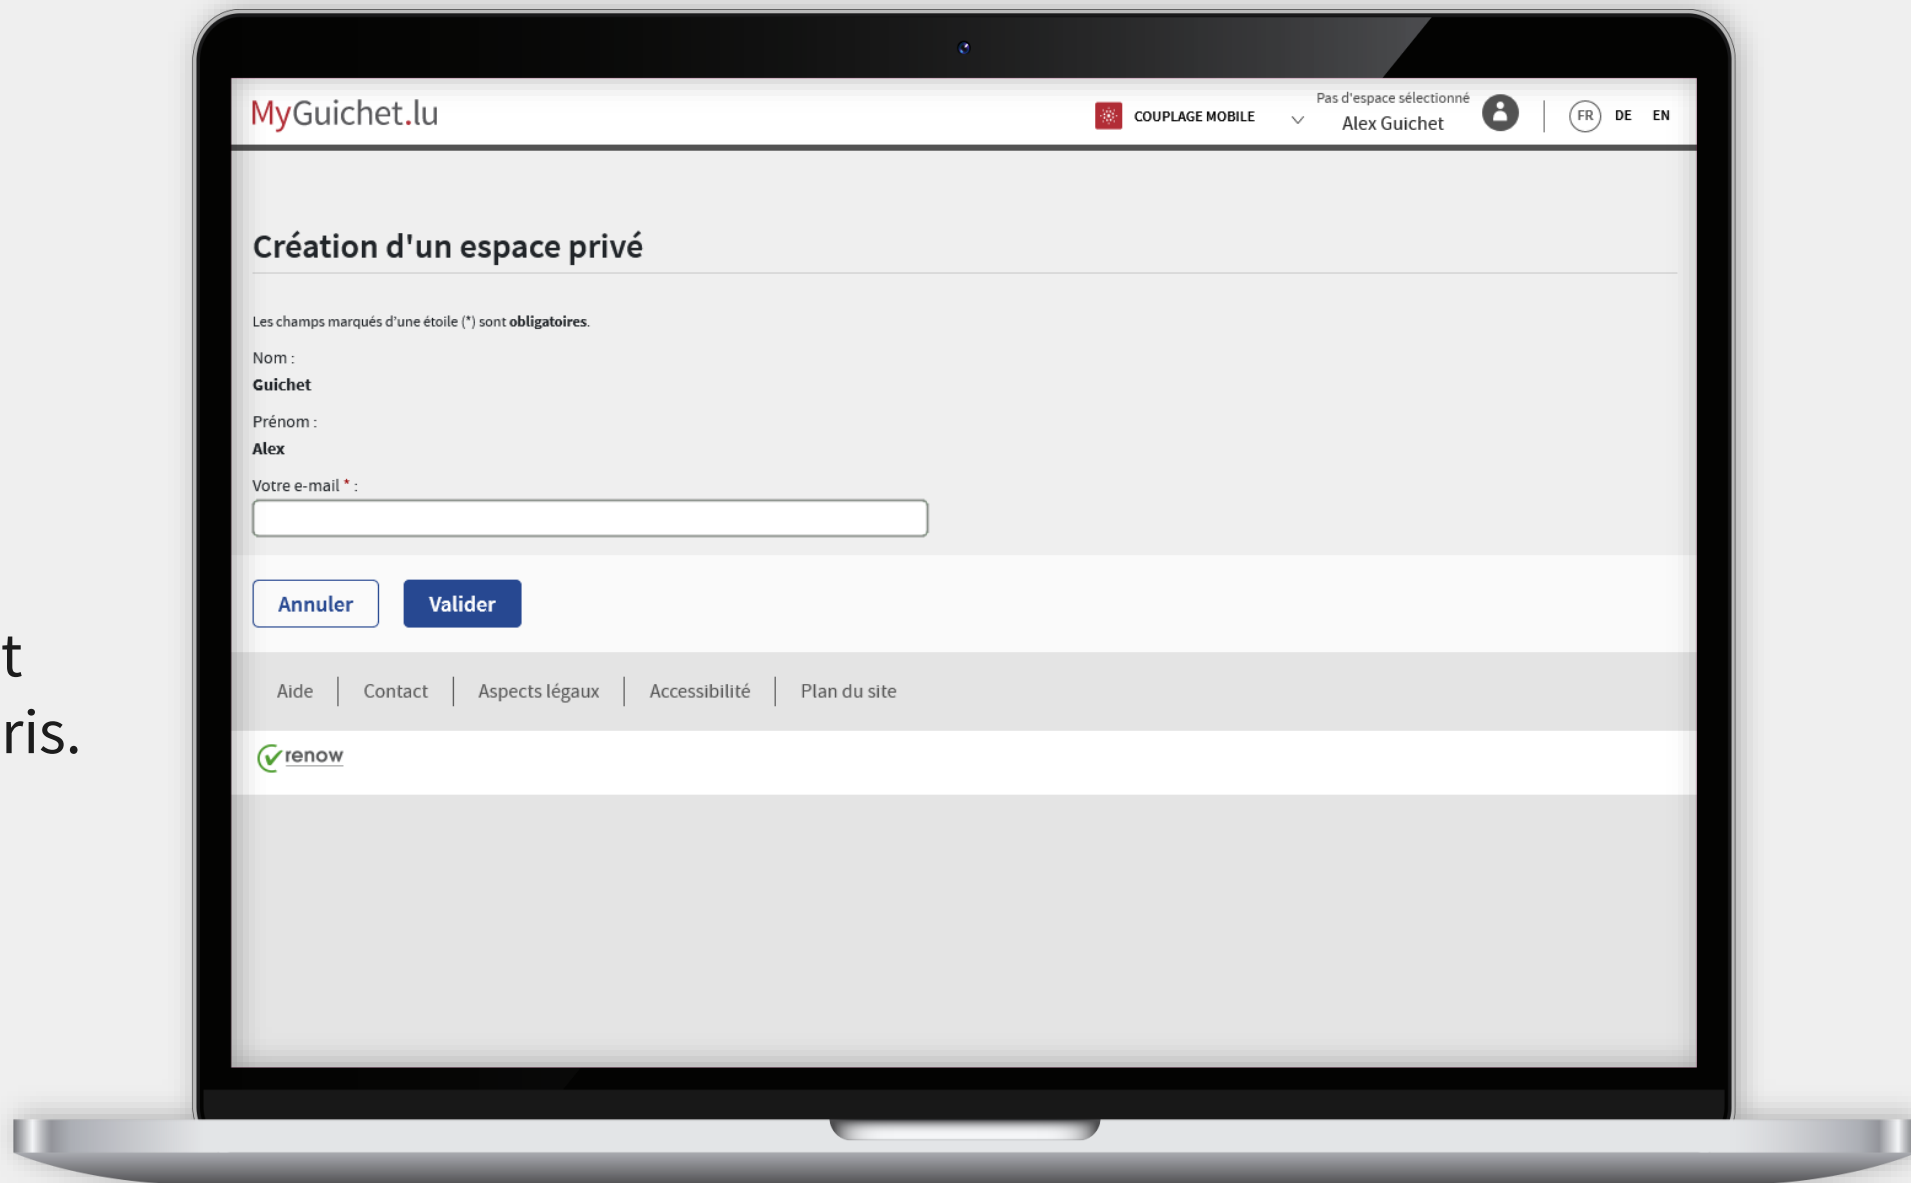 MyGuichet.lu
COUPLAGE MOBILE
Pas d'espace sélectionné
Alex Guichet
FR DE EN
Création d'un espace privé
Les champs marqués d'une étoile (*) sont obligatoires.
Nom :
Guichet
Prénom :
Alex
Votre e-mail * :
Annuler Valider
t
ris.
Aide Contact Aspects légaux Accessibilité Plan du site
renow